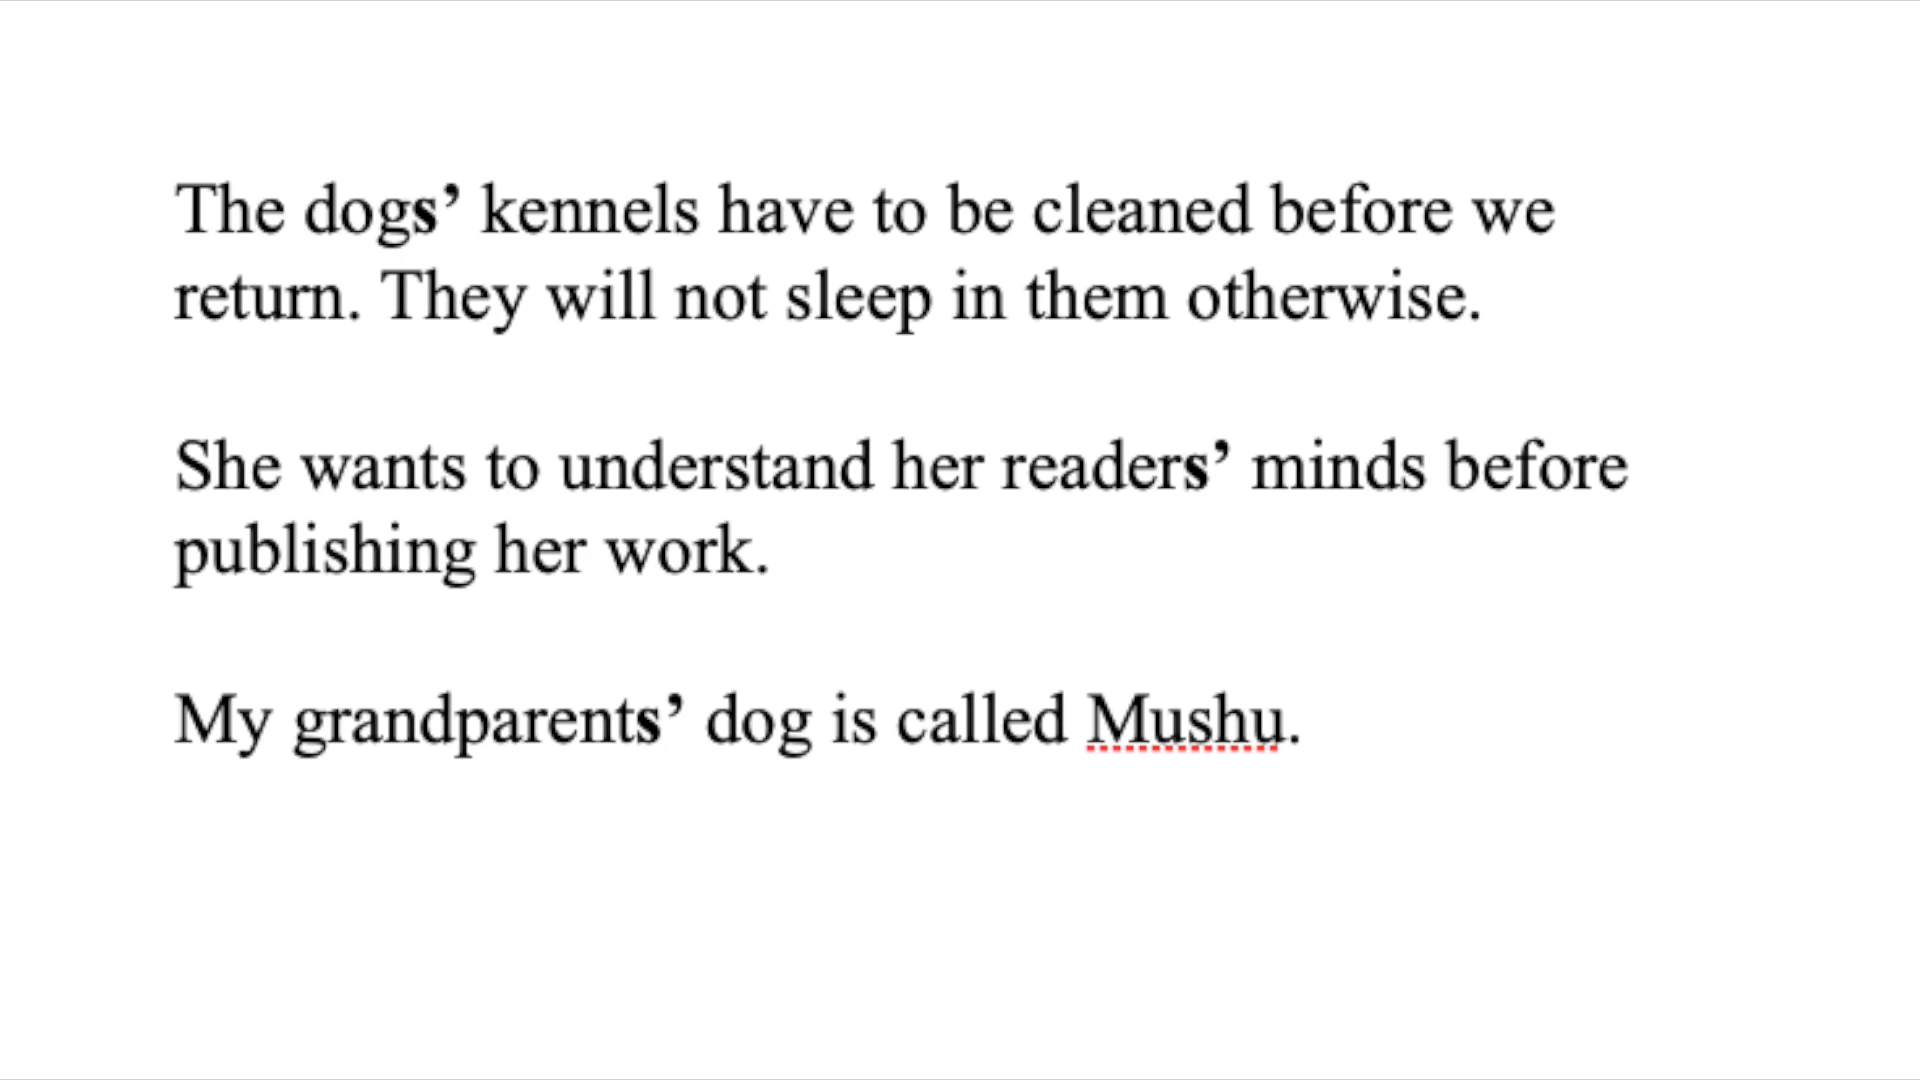 The dogs’ kennels have to be cleaned before we
return. They will not sleep in them otherwise.
She wants to understand her readers’ minds before
publishing her work.
My grandparents’ dog is called Mushu.